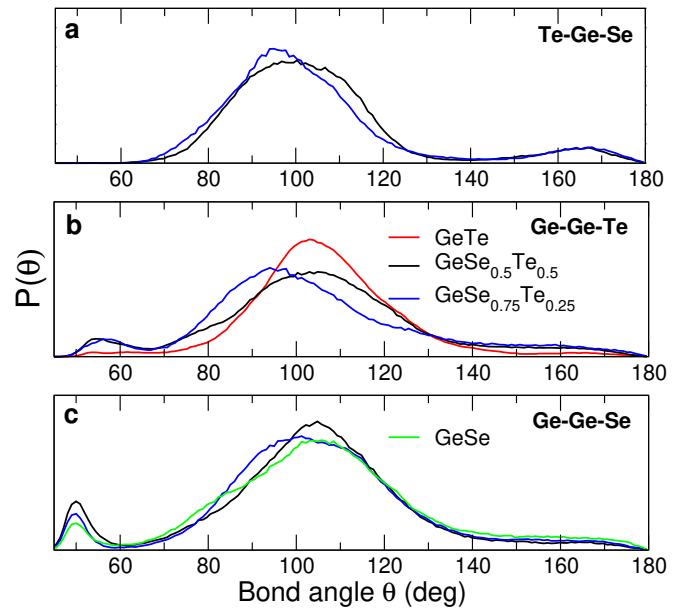 a
Te-Ge-Se
60 80 100 120 140 160 180
b
Ge-Ge-Te
GeTe
GeSe0.5Te0.5
GeSe0.75Te0.25
P(θ)
60 80 100 120 140 160 180
c
Ge-Ge-Se
GeSe
60 80 100 120 140 160 180
Bond angle θ (deg)